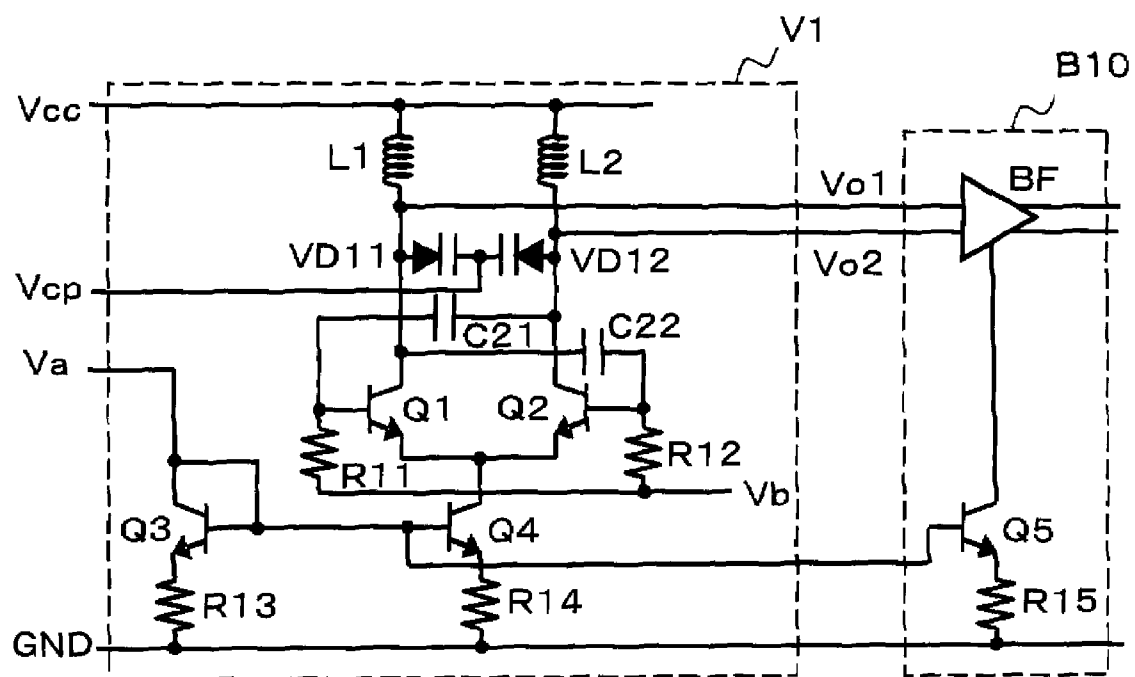 V1
B10
Vcc
L1
L2
Vo1
BF
VD11
VD12
Vo2
Vcp
C21
C22
Va
Q1
Q2
R11
R12
Vb
Q3
Q4
Q5
R13
R14
R15
GND